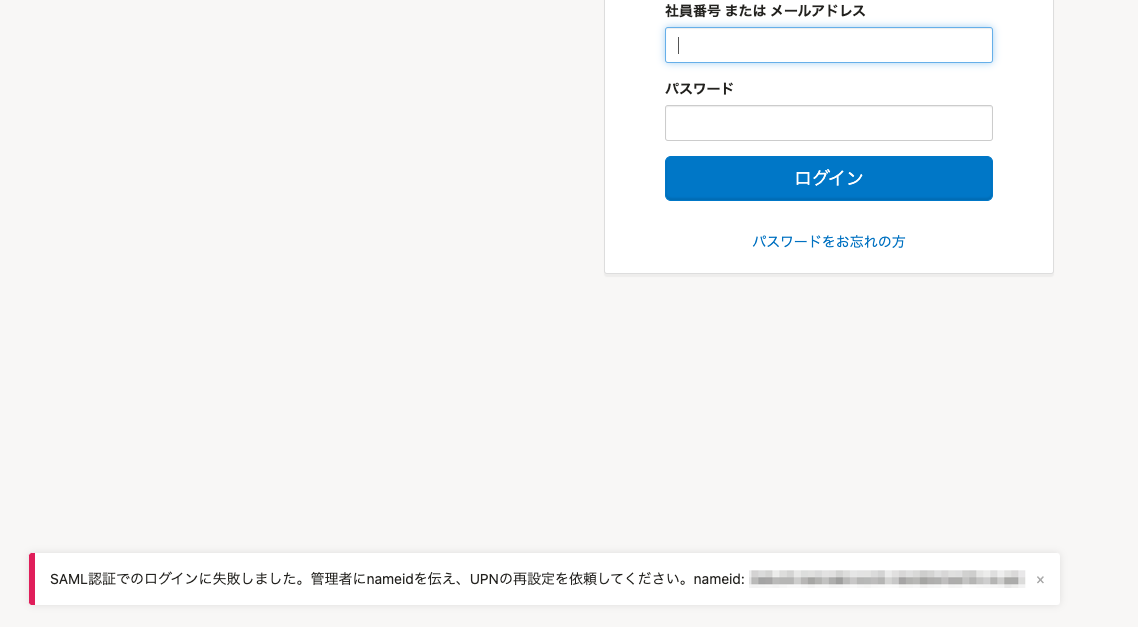 社員番号 または メールアドレス
パスワード
ログイン
パスワードをお忘れの方
SAML認証でのログインに失敗しました。管理者にnameidを伝え、UPNの再設定を依頼してください。nameid: ×